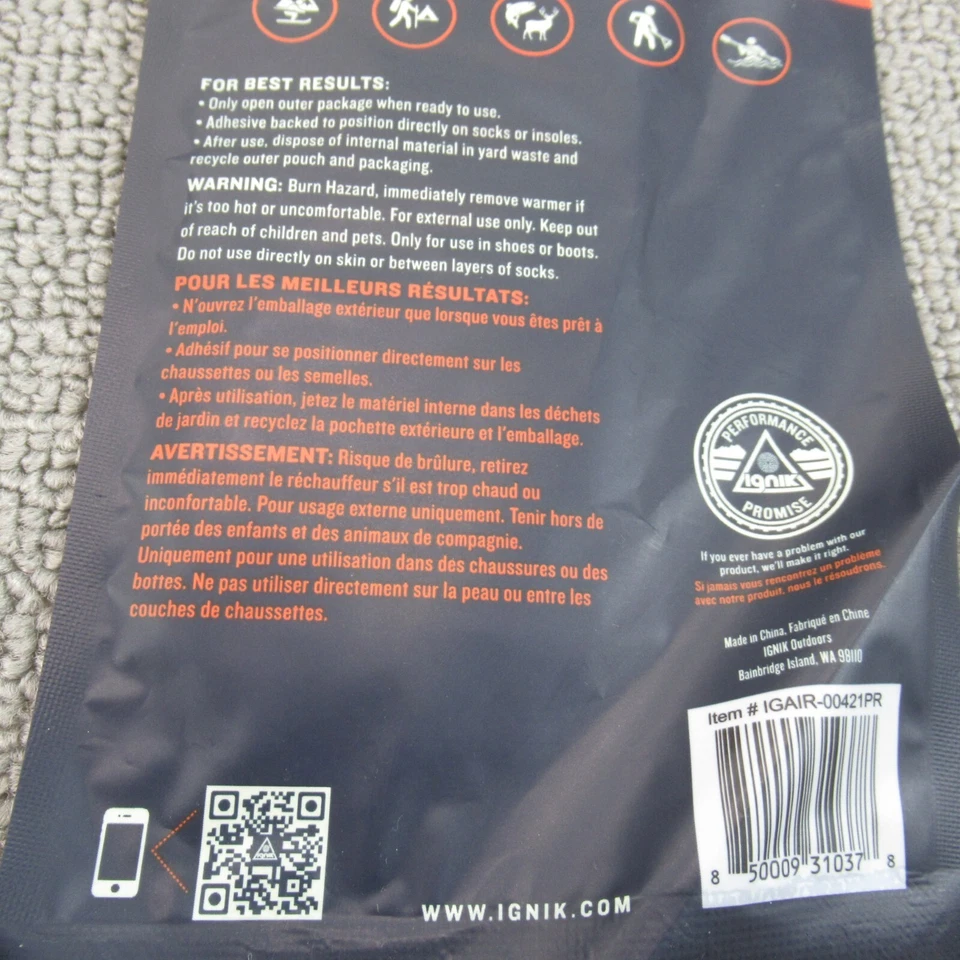 FOR BEST RESULTS:
• Only open outer package when ready to use.
• Adhesive backed to position directly on socks or insoles.
• After use, dispose of internal material in yard waste and
recycle outer pouch and packaging.
WARNING: Burn Hazard, immediately remove warmer if
it's too hot or uncomfortable. For external use only. Keep out
of reach of children and pets. Only for use in shoes or boots.
Do not use directly on skin or between layers of socks.
POUR LES MEILLEURS RÉSULTATS:
• N'ouvrez l'emballage extérieur que lorsque vous êtes prêt à
l'emploi.
• Adhésif pour se positionner directement sur les
chaussettes ou les semelles.
• Après utilisation, jetez le matériel interne dans les déchets
de jardin et recyclez la pochette extérieure et l'emballage.
AVERTISSEMENT: Risque de brûlure, retirez
immédiatement le réchauffeur s'il est trop chaud ou
inconfortable. Pour usage externe uniquement. Tenir hors de
portée des enfants et des animaux de compagnie.
Uniquement pour une utilisation dans des chaussures ou des
bottes. Ne pas utiliser directement sur la peau ou entre les
couches de chaussettes.
PERFORMANCE
ignik
PROMISE
If you ever have a problem with our
product, we'll make it right.
Si jamais vous rencontrez un problème
avec notre produit, nous le résoudrons.
Made in China, Fabriqué en Chine
IGNIK Outdoors
Bainbridge Island, WA 98110
Item # IGAIR-00421PR
8 50009 31037 8
ignik
WWW.IGNIK.COM